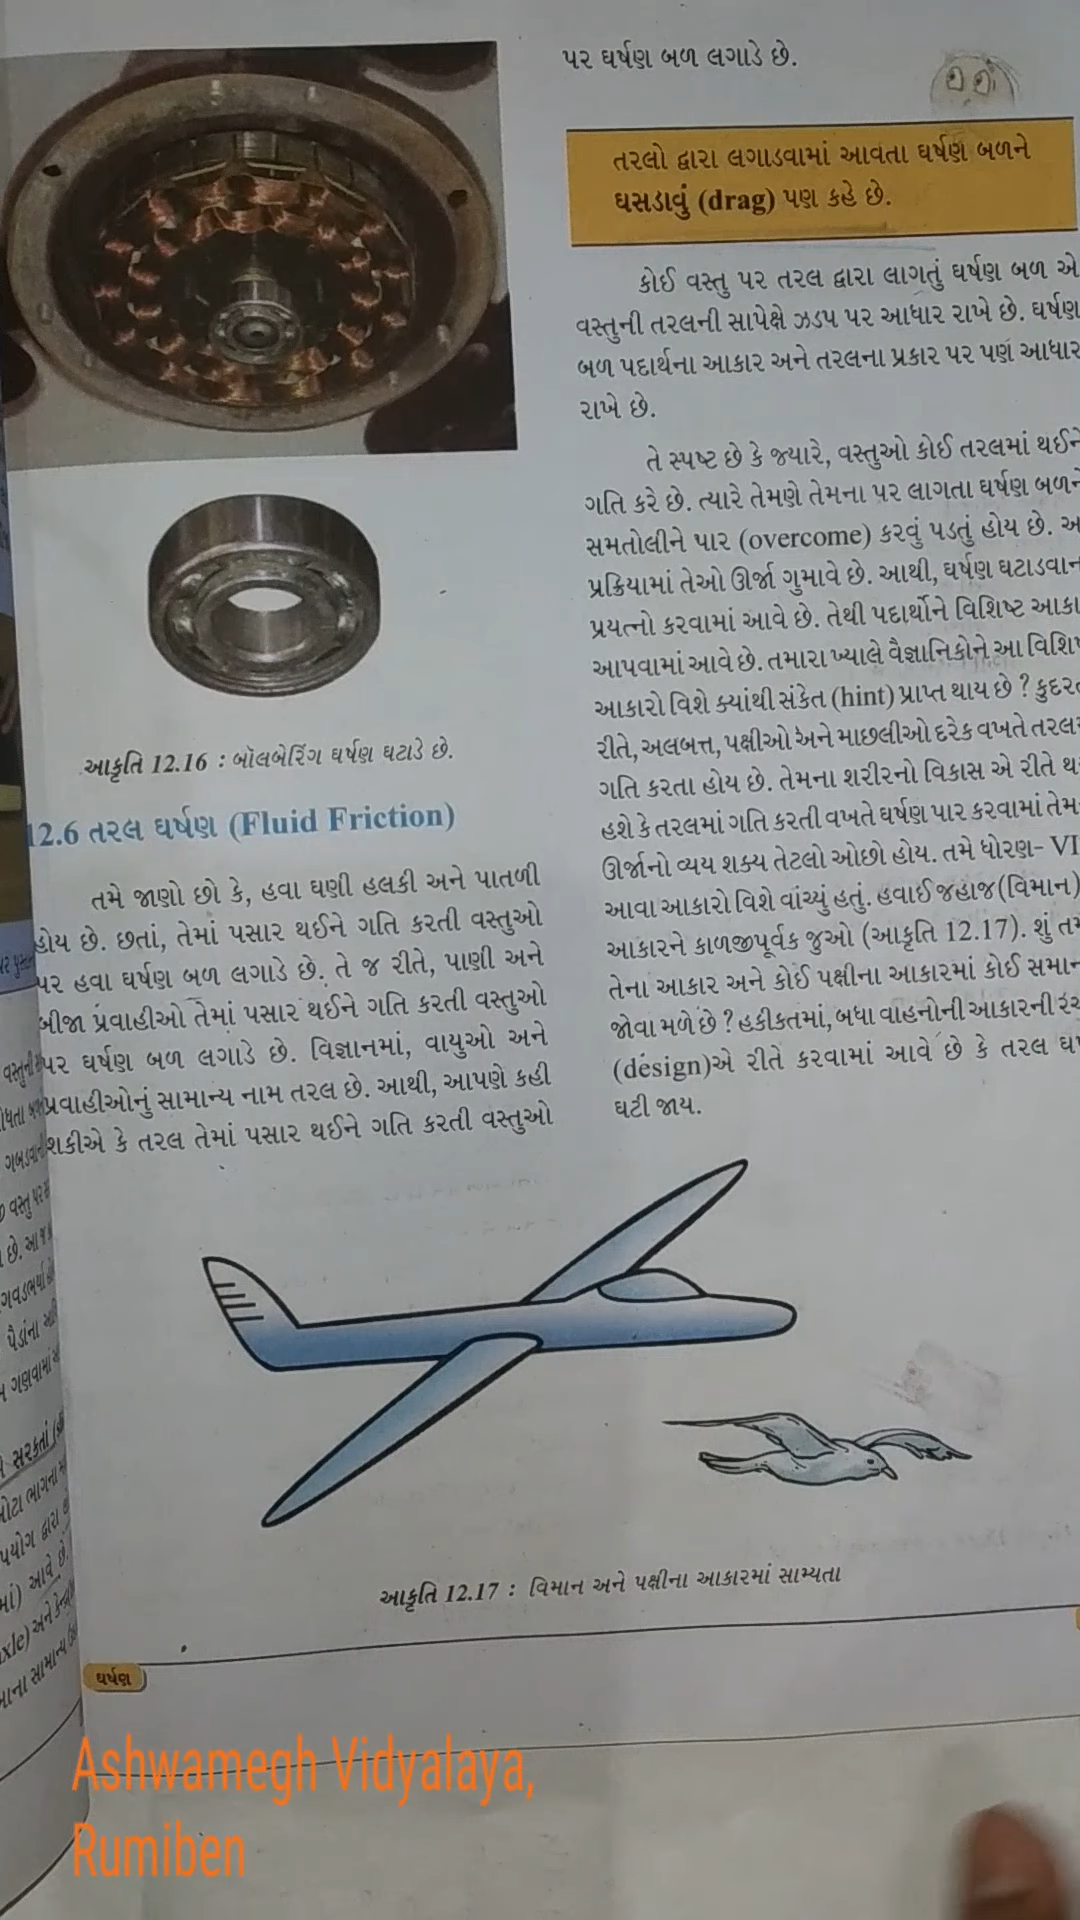 આકૃતિ 12.16 : બૉલબેરિંગ ઘર્ષણ ઘટાડે છે.
12.6 તરલ ઘર્ષણ (Fluid Friction)
તમે જાણો છો કે, હવા ઘણી હલકી અને પાતળી
હોય છે. છતાં, તેમાં પસાર થઈને ગતિ કરતી વસ્તુઓ
પર હવા ઘર્ષણ બળ લગાડે છે. તે જ રીતે, પાણી અને
બીજા પ્રવાહીઓ તેમાં પસાર થઈને ગતિ કરતી વસ્તુઓ
પર ઘર્ષણ બળ લગાડે છે. વિજ્ઞાનમાં, વાયુઓ અને
પ્રવાહીઓનું સામાન્ય નામ તરલ છે. આથી, આપણે કહી
શકીએ કે તરલ તેમાં પસાર થઈને ગતિ કરતી વસ્તુઓ
પર ઘર્ષણ બળ લગાડે છે.
તરલો દ્વારા લગાડવામાં આવતા ઘર્ષણ બળને
ઘસડાવું (drag) પણ કહે છે.
કોઈ વસ્તુ પર તરલ દ્વારા લાગતું ઘર્ષણ બળ એ
વસ્તુની તરલની સાપેક્ષે ઝડપ પર આધાર રાખે છે. ઘર્ષણ
બળ પદાર્થના આકાર અને તરલના પ્રકાર પર પણ આધાર
રાખે છે.
તે સ્પષ્ટ છે કે જ્યારે, વસ્તુઓ કોઈ તરલમાં થઈને
ગતિ કરે છે. ત્યારે તેમણે તેમના પર લાગતા ઘર્ષણ બળને
સમતોલીને પાર (overcome) કરવું પડતું હોય છે.
પ્રક્રિયામાં તેઓ ઊર્જા ગુમાવે છે. આથી, ઘર્ષણ ઘટાડવાના
પ્રયત્નો કરવામાં આવે છે. તેથી પદાર્થોને વિશિષ્ટ
આપવામાં આવે છે. તમારા ખ્યાલે વૈજ્ઞાનિકોને આ
આકારો વિશે ક્યાંથી સંકેત (hint) પ્રાપ્ત થાય છે ?
રીતે, અલબત્ત, પક્ષીઓ અને માછલીઓ દરેક વખતે
ગતિ કરતા હોય છે. તેમના શરીરનો વિકાસ એ રીતે
હશે કે તરલમાં ગતિ કરતી વખતે ઘર્ષણ પાર કરવામાં
ઊર્જાનો વ્યય શક્ય તેટલો ઓછો હોય. તમે ધોરણ-
આવા આકારો વિશે વાંચ્યું હતું. હવાઈ જહાજ(વિમાન)
આકારને કાળજીપૂર્વક જુઓ (આકૃતિ 12.17). શું
તેના આકાર અને કોઈ પક્ષીના આકારમાં કોઈ
જોવા મળે છે ? હકીકતમાં, બધા વાહનોની આકારની
(design)એ રીતે કરવામાં આવે છે કે તરલ
ઘટી જાય.
આકૃતિ 12.17 : વિમાન અને પક્ષીના આકારમાં સામ્યતા
ઘર્ષણ
Ashwamegh Vidyalaya,
Rumiben